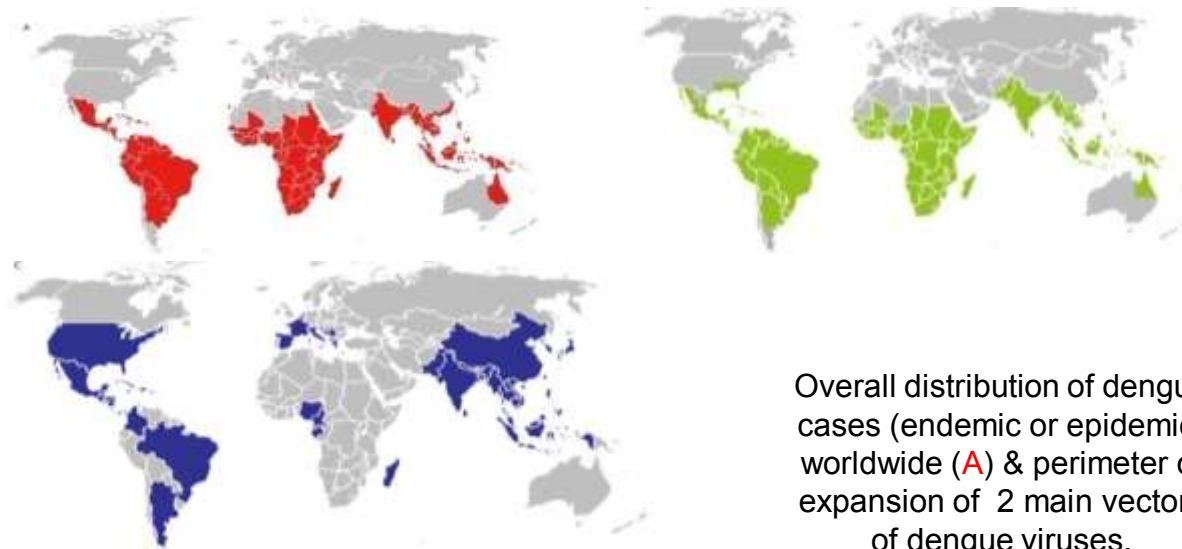 Overall distribution of dengu
cases (endemic or epidemic
worldwide (A) & perimeter o
expansion of 2 main vector
of dengue viruses.